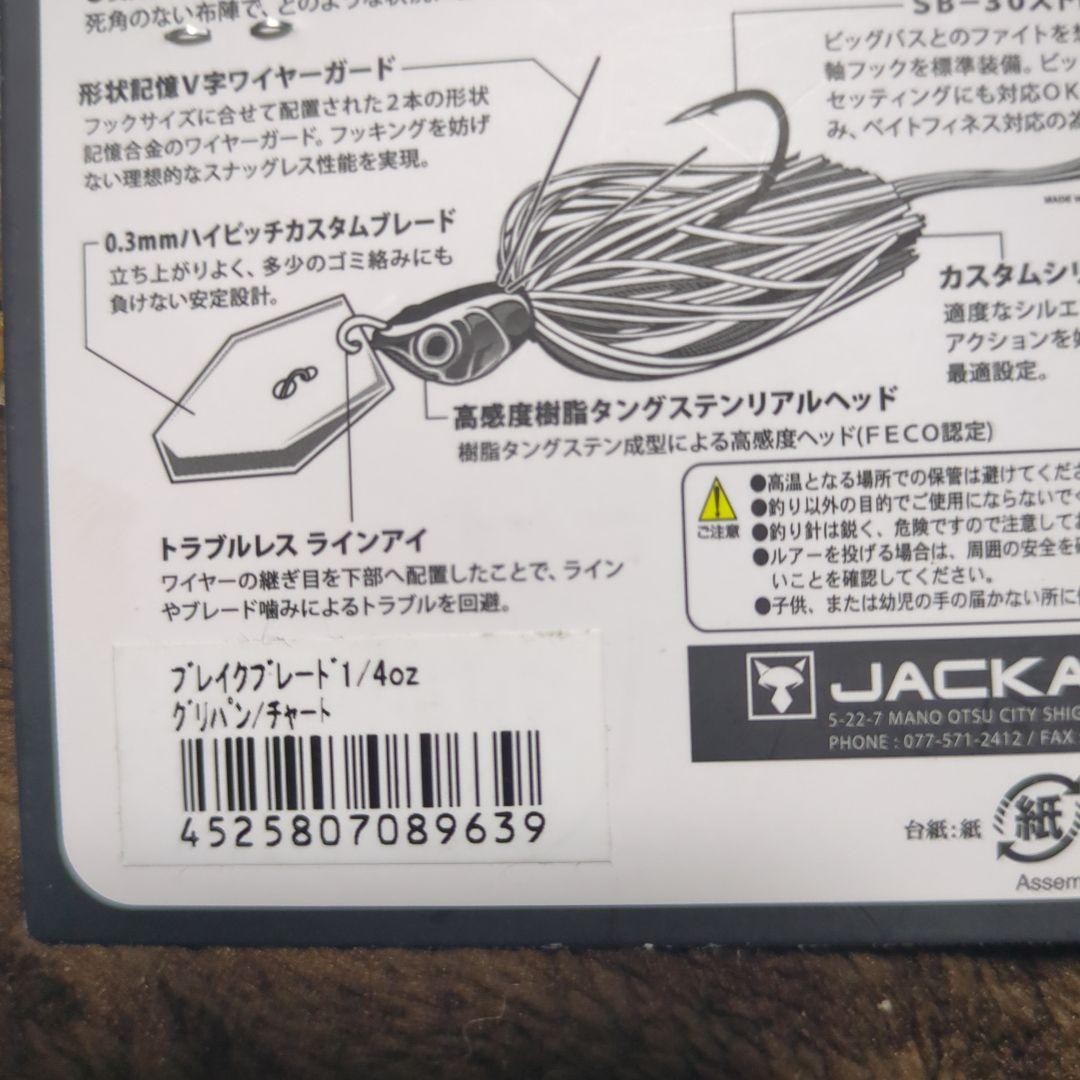 死角のない布陣で、どのような状況に
形状記憶V字ワイヤーガード
フックサイズに合せて配置された2本の形状
記憶合金のワイヤーガード。フッキングを妨げ
ない理想的なスナッグレス性能を実現。
SB-30スト
ビッグバスとのファイトを
軸フックを標準装備。ビッ
セッティングにも対応OK
み、ベイトフィネス対応の為
MADE
0.3mmハイピッチカスタムブレード
立ち上がりよく、多少のゴミ絡みにも
負けない安定設計。
カスタムシリ
適度なシルエ
アクションを
最適設定。
高感度樹脂タングステンリアルヘッド
樹脂タングステン成型による高感度ヘッド(FECO認定)
トラブルレス ラインアイ
ワイヤーの継ぎ目を下部へ配置したことで、ライン
やブレード噛みによるトラブルを回避。
ご注意
●高温となる場所での保管は避けてくださ
●釣り以外の目的でご使用にならないで
●釣り針は鋭く、危険ですので注意して
●ルアーを投げる場合は、周囲の安全を確
いことを確認してください。
●子供、または幼児の手の届かない所に
ブレイクブレード1/4oz
グリパン/チャート
4525807089639
JACKA
5-22-7 MANO OTSU CITY SHIG
PHONE : 077-571-2412 / FAX
台紙:紙
紙
Assem